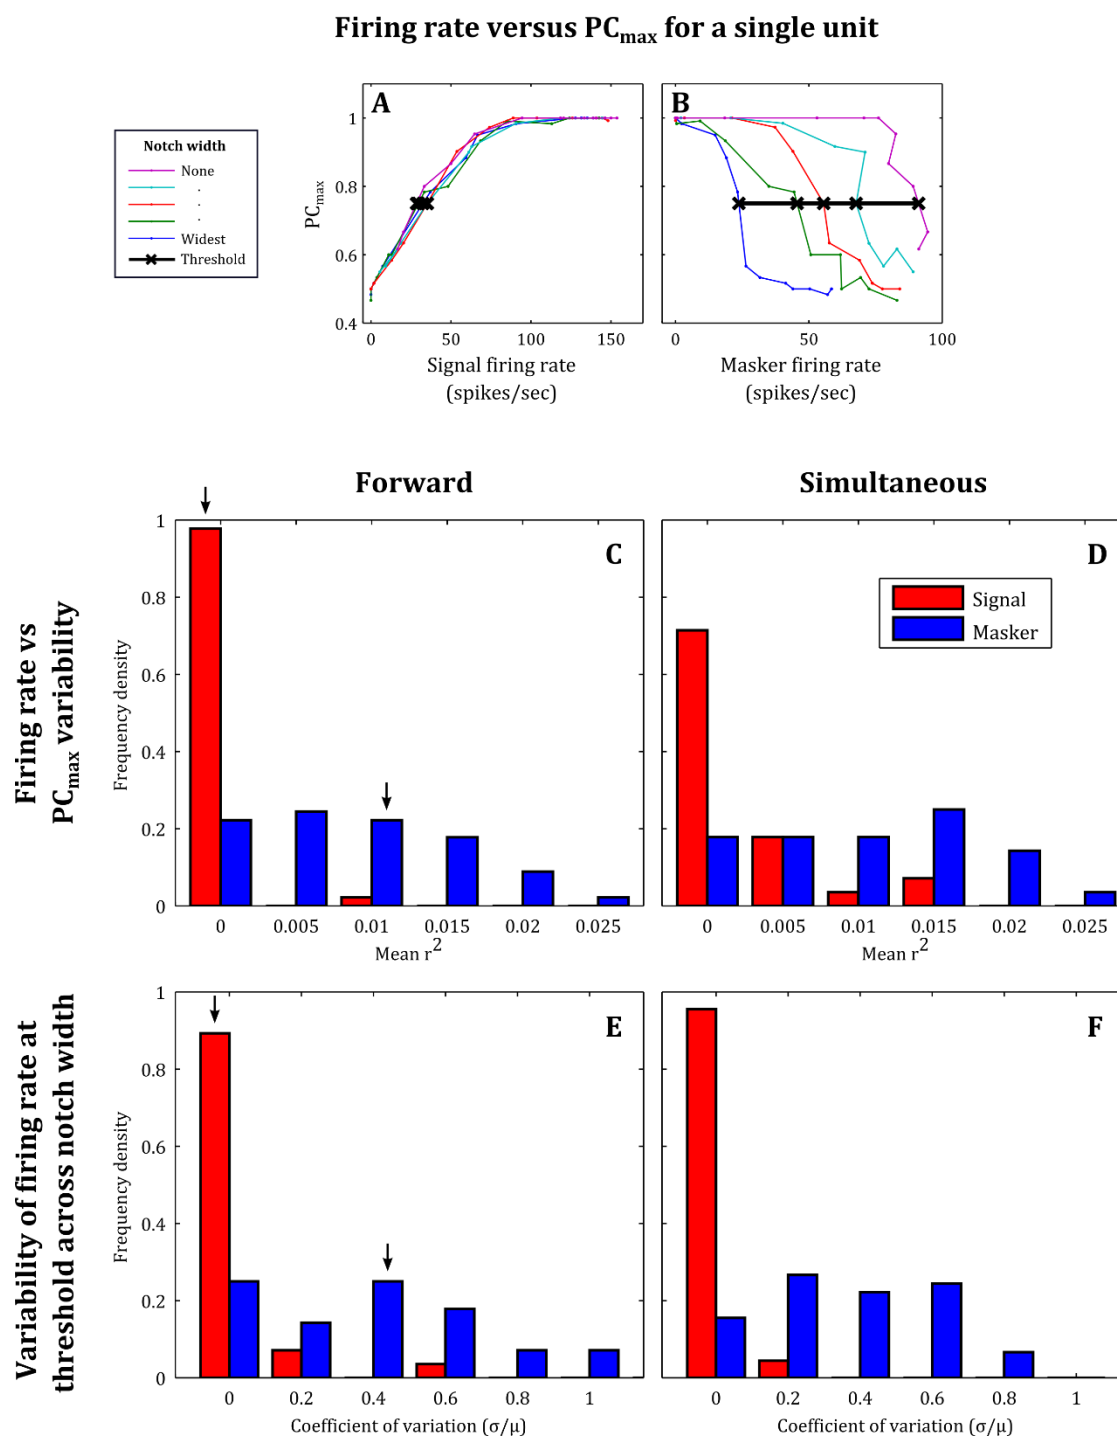 Firing rate versus PCmax for a single unit
Notch width
None
.
.
.
Widest
Threshold
A
B
PCmax
1
0.8
0.6
0.4
0 50 100 150
0 50 100
Signal firing rate
(spikes/sec)
Masker firing rate
(spikes/sec)
Forward
Simultaneous
Firing rate vs
PCmax variability
Frequency density
1
0.8
0.6
0.4
0.2
0
C
0 0.005 0.01 0.015 0.02 0.025
Mean r²
D
Signal
Masker
0 0.005 0.01 0.015 0.02 0.025
Mean r²
Variability of firing rate at
threshold across notch width
Frequency density
1
0.8
0.6
0.4
0.2
0
E
0 0.2 0.4 0.6 0.8 1
Coefficient of variation (σ/μ)
F
0 0.2 0.4 0.6 0.8 1
Coefficient of variation (σ/μ)